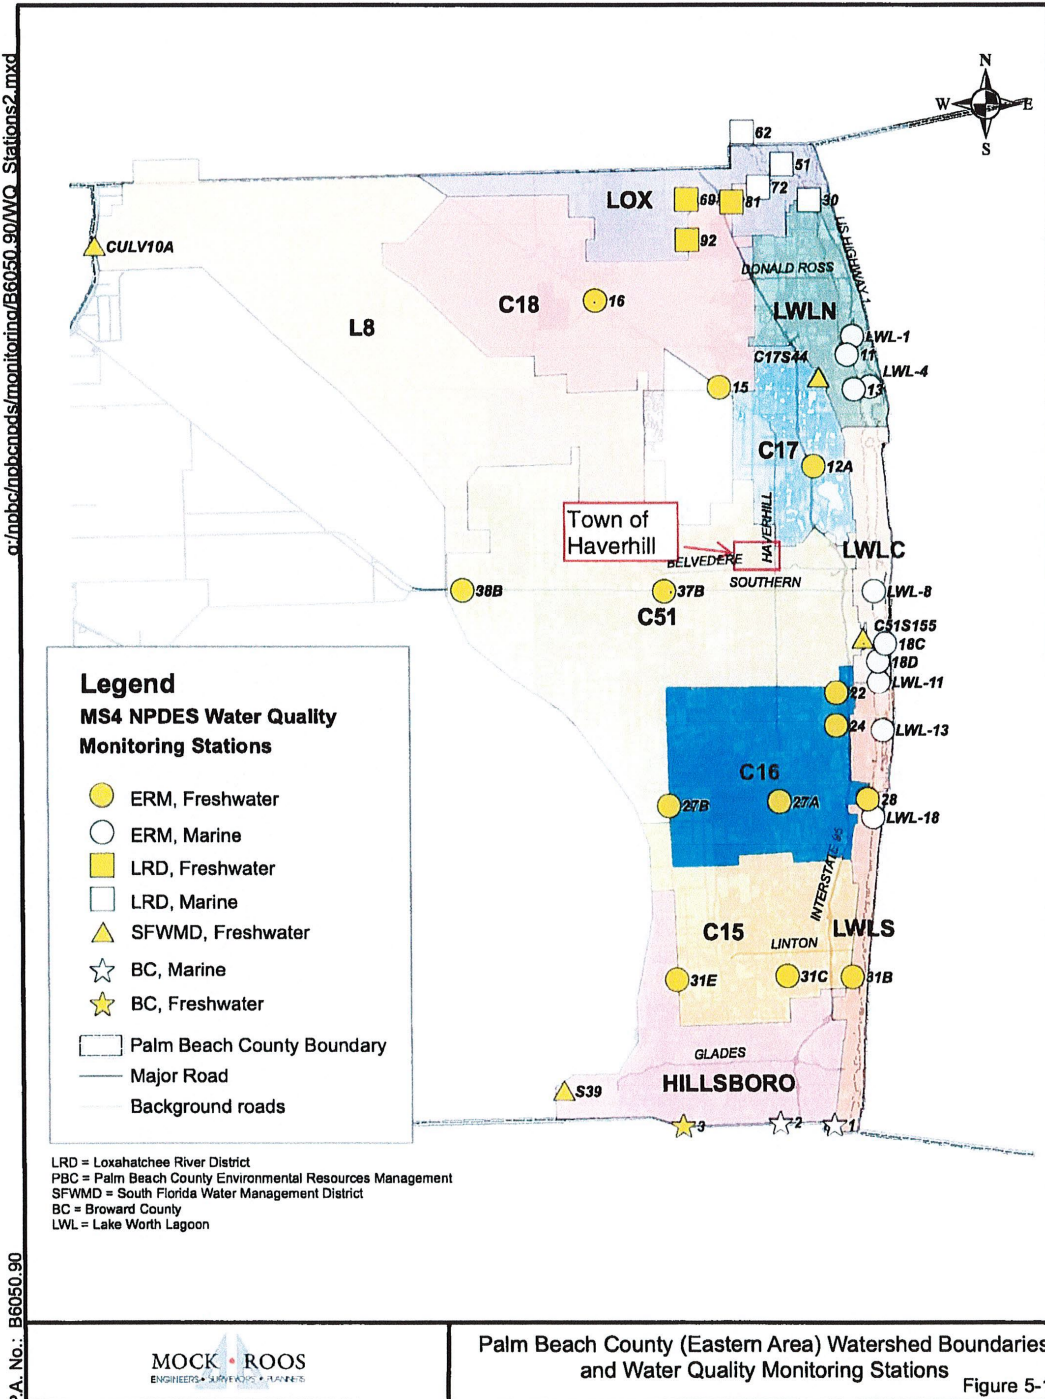 g:/npbc/npbcnpds/monitoring/B6050.90/WQ_Stations2.mxd
N
W
E
S
62
51
72
LOX
69
81
30
92
CULV10A
US HIGHWAY 1
DONALD ROSS
16
C18
LWLN
L8
LWL-1
11
C17S44
LWL-4
13
15
C17
12A
HAVERHILL
Town of
Haverhill
BELVEDERE
LWLC
SOUTHERN
38B
37B
LWL-8
C51
C51S155
18C
18D
LWL-11
22
24
LWL-13
C16
27B
27A
28
LWL-18
INTERSTATE 95
C15
LWLS
LINTON
31E
31C
31B
GLADES
HILLSBORO
S39
3
2
1
Legend
MS4 NPDES Water Quality
Monitoring Stations
ERM, Freshwater
ERM, Marine
LRD, Freshwater
LRD, Marine
SFWMD, Freshwater
BC, Marine
BC, Freshwater
Palm Beach County Boundary
Major Road
Background roads
LRD = Loxahatchee River District
PBC = Palm Beach County Environmental Resources Management
SFWMD = South Florida Water Management District
BC = Broward County
LWL = Lake Worth Lagoon
P.A. No.: B6050.90
MOCK • ROOS
ENGINEERS • SURVEYORS • PLANNERS
Palm Beach County (Eastern Area) Watershed Boundaries
and Water Quality Monitoring Stations
Figure 5-1